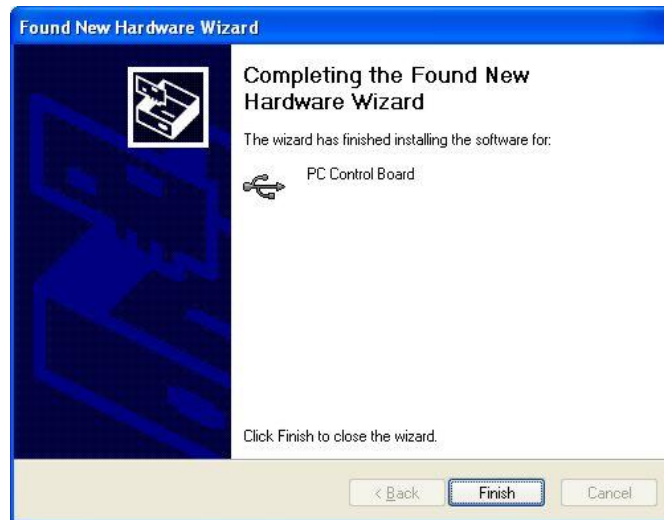 Found New Hardware Wizard
Completing the Found New
Hardware Wizard
The wizard has finished installing the software for:
PC Control Board
Click Finish to close the wizard.
< Back
Finish
Cancel